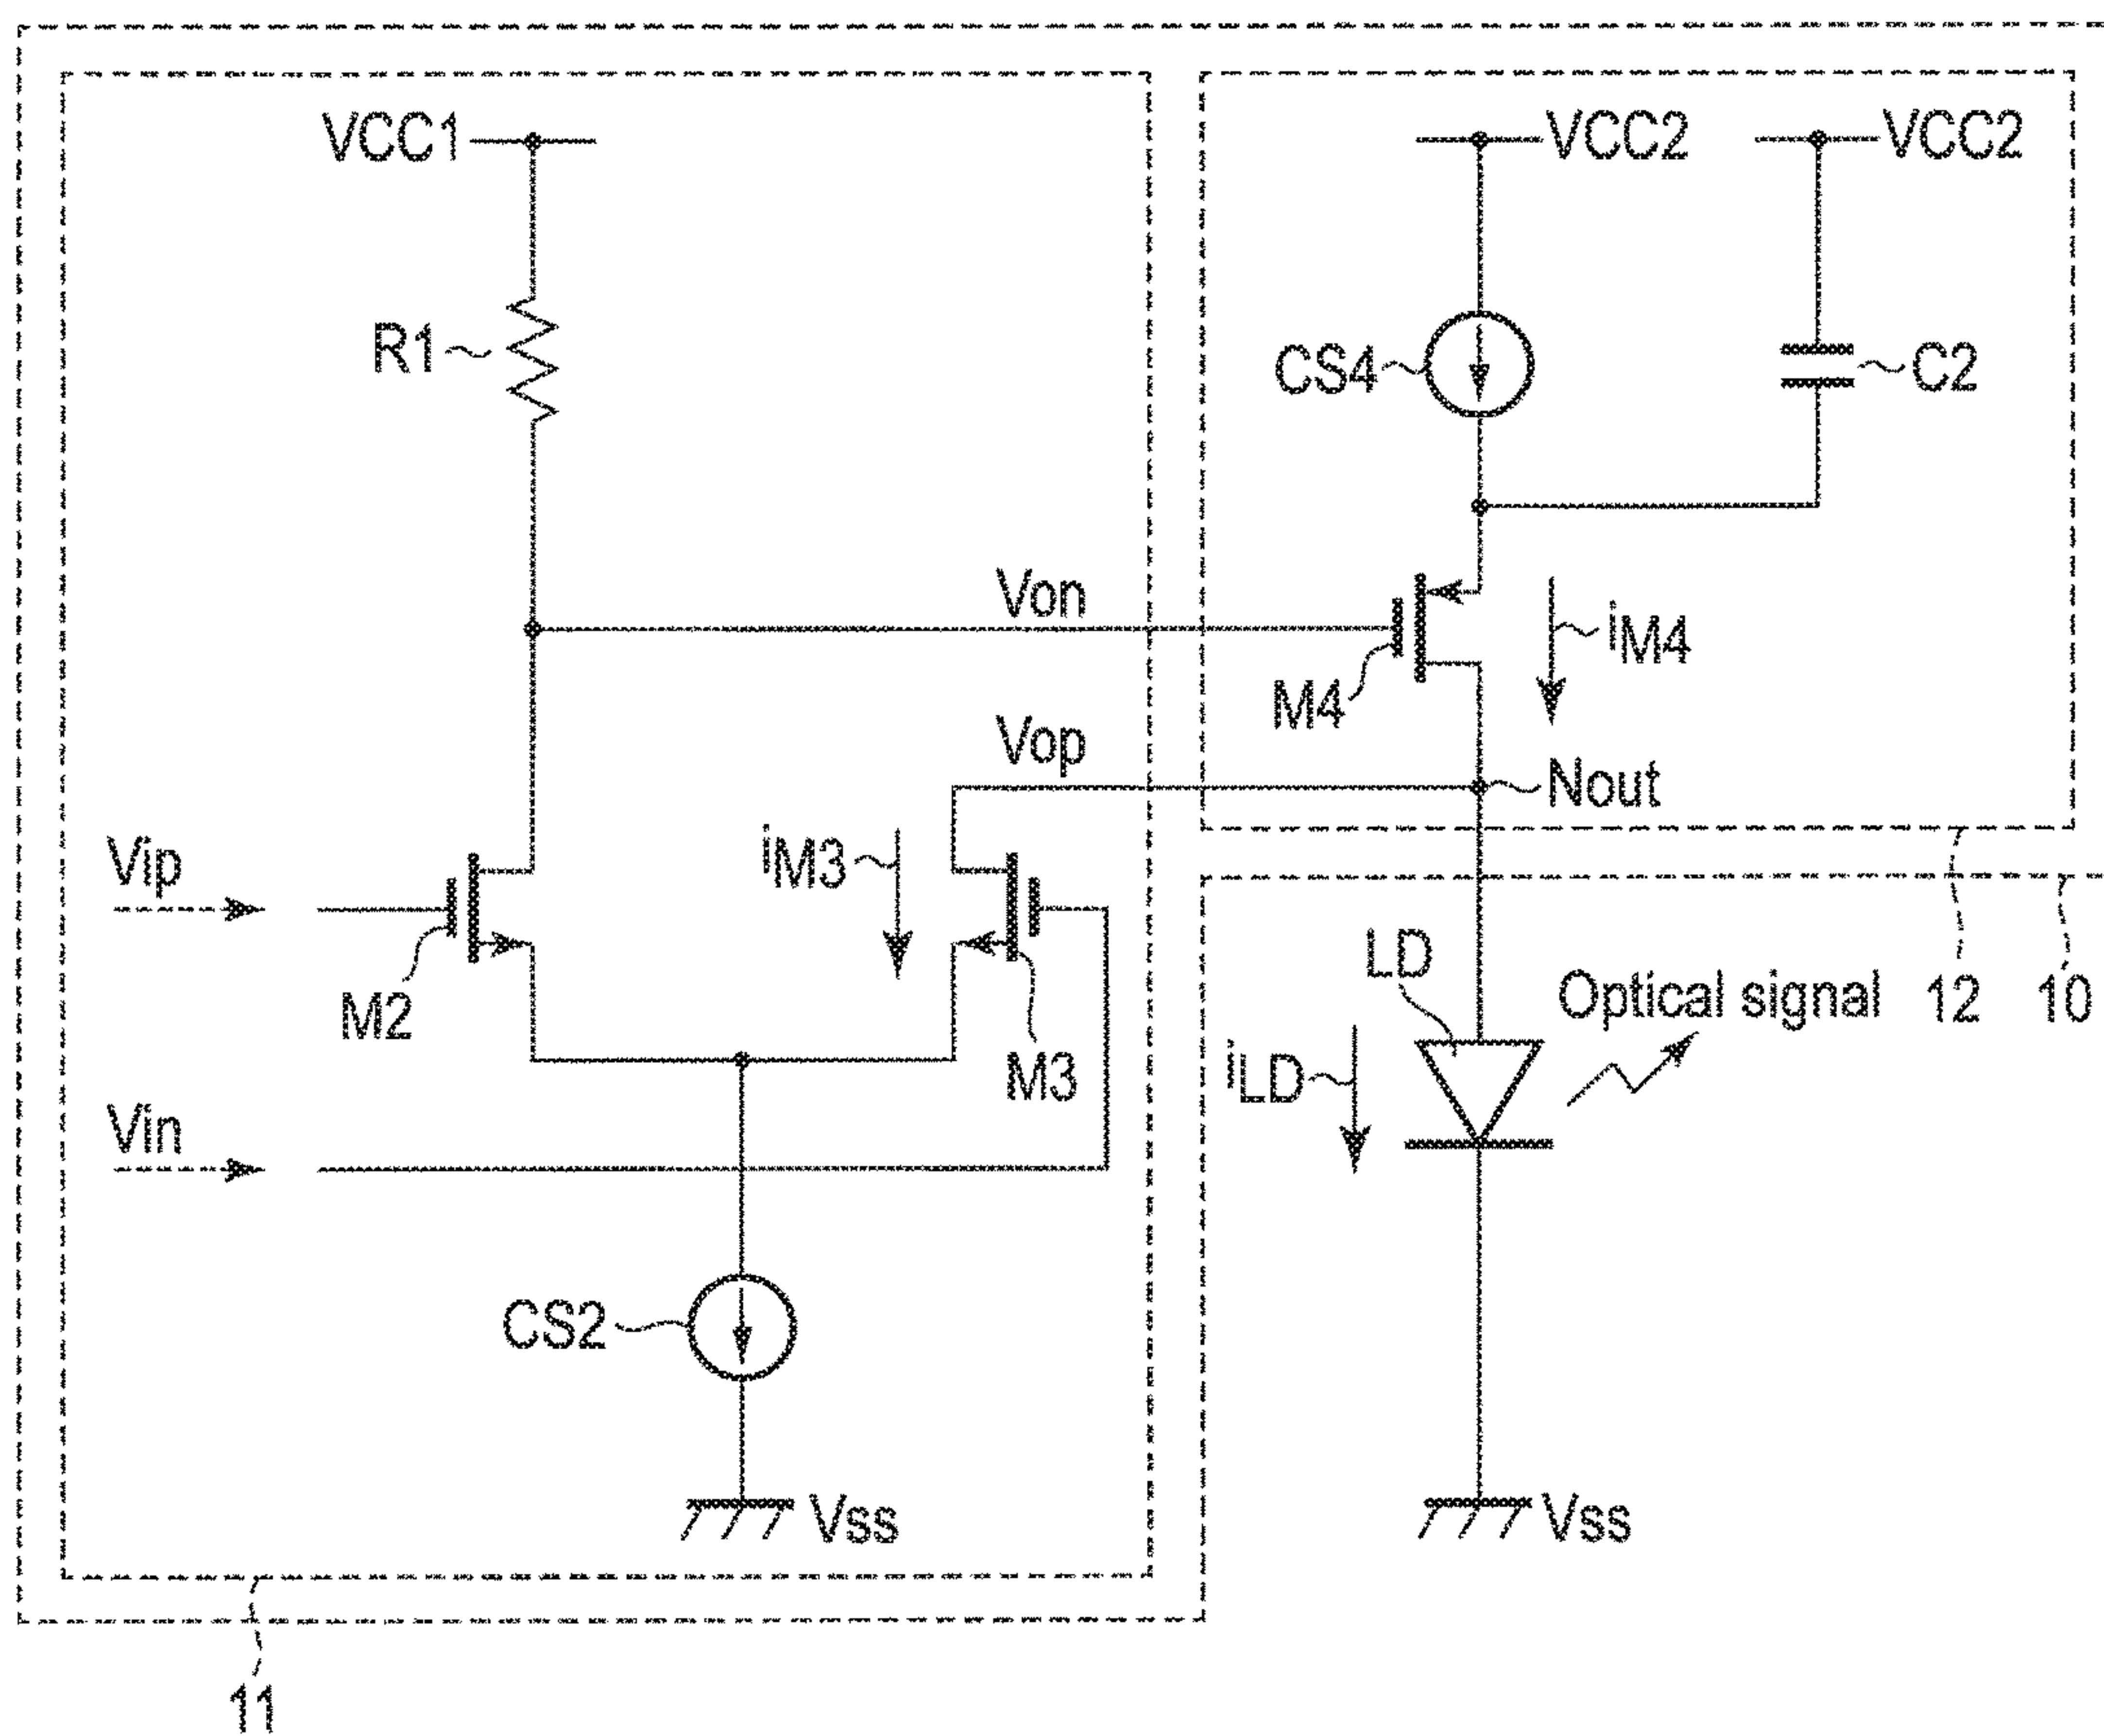 VCC1
VCC2
VCC2
R1
CS4
C2
Von
iM4
M4
Vop
Nout
Vip
iM3
LD
Optical signal
12
10
M2
M3
iLD
Vin
CS2
Vss
Vss
11